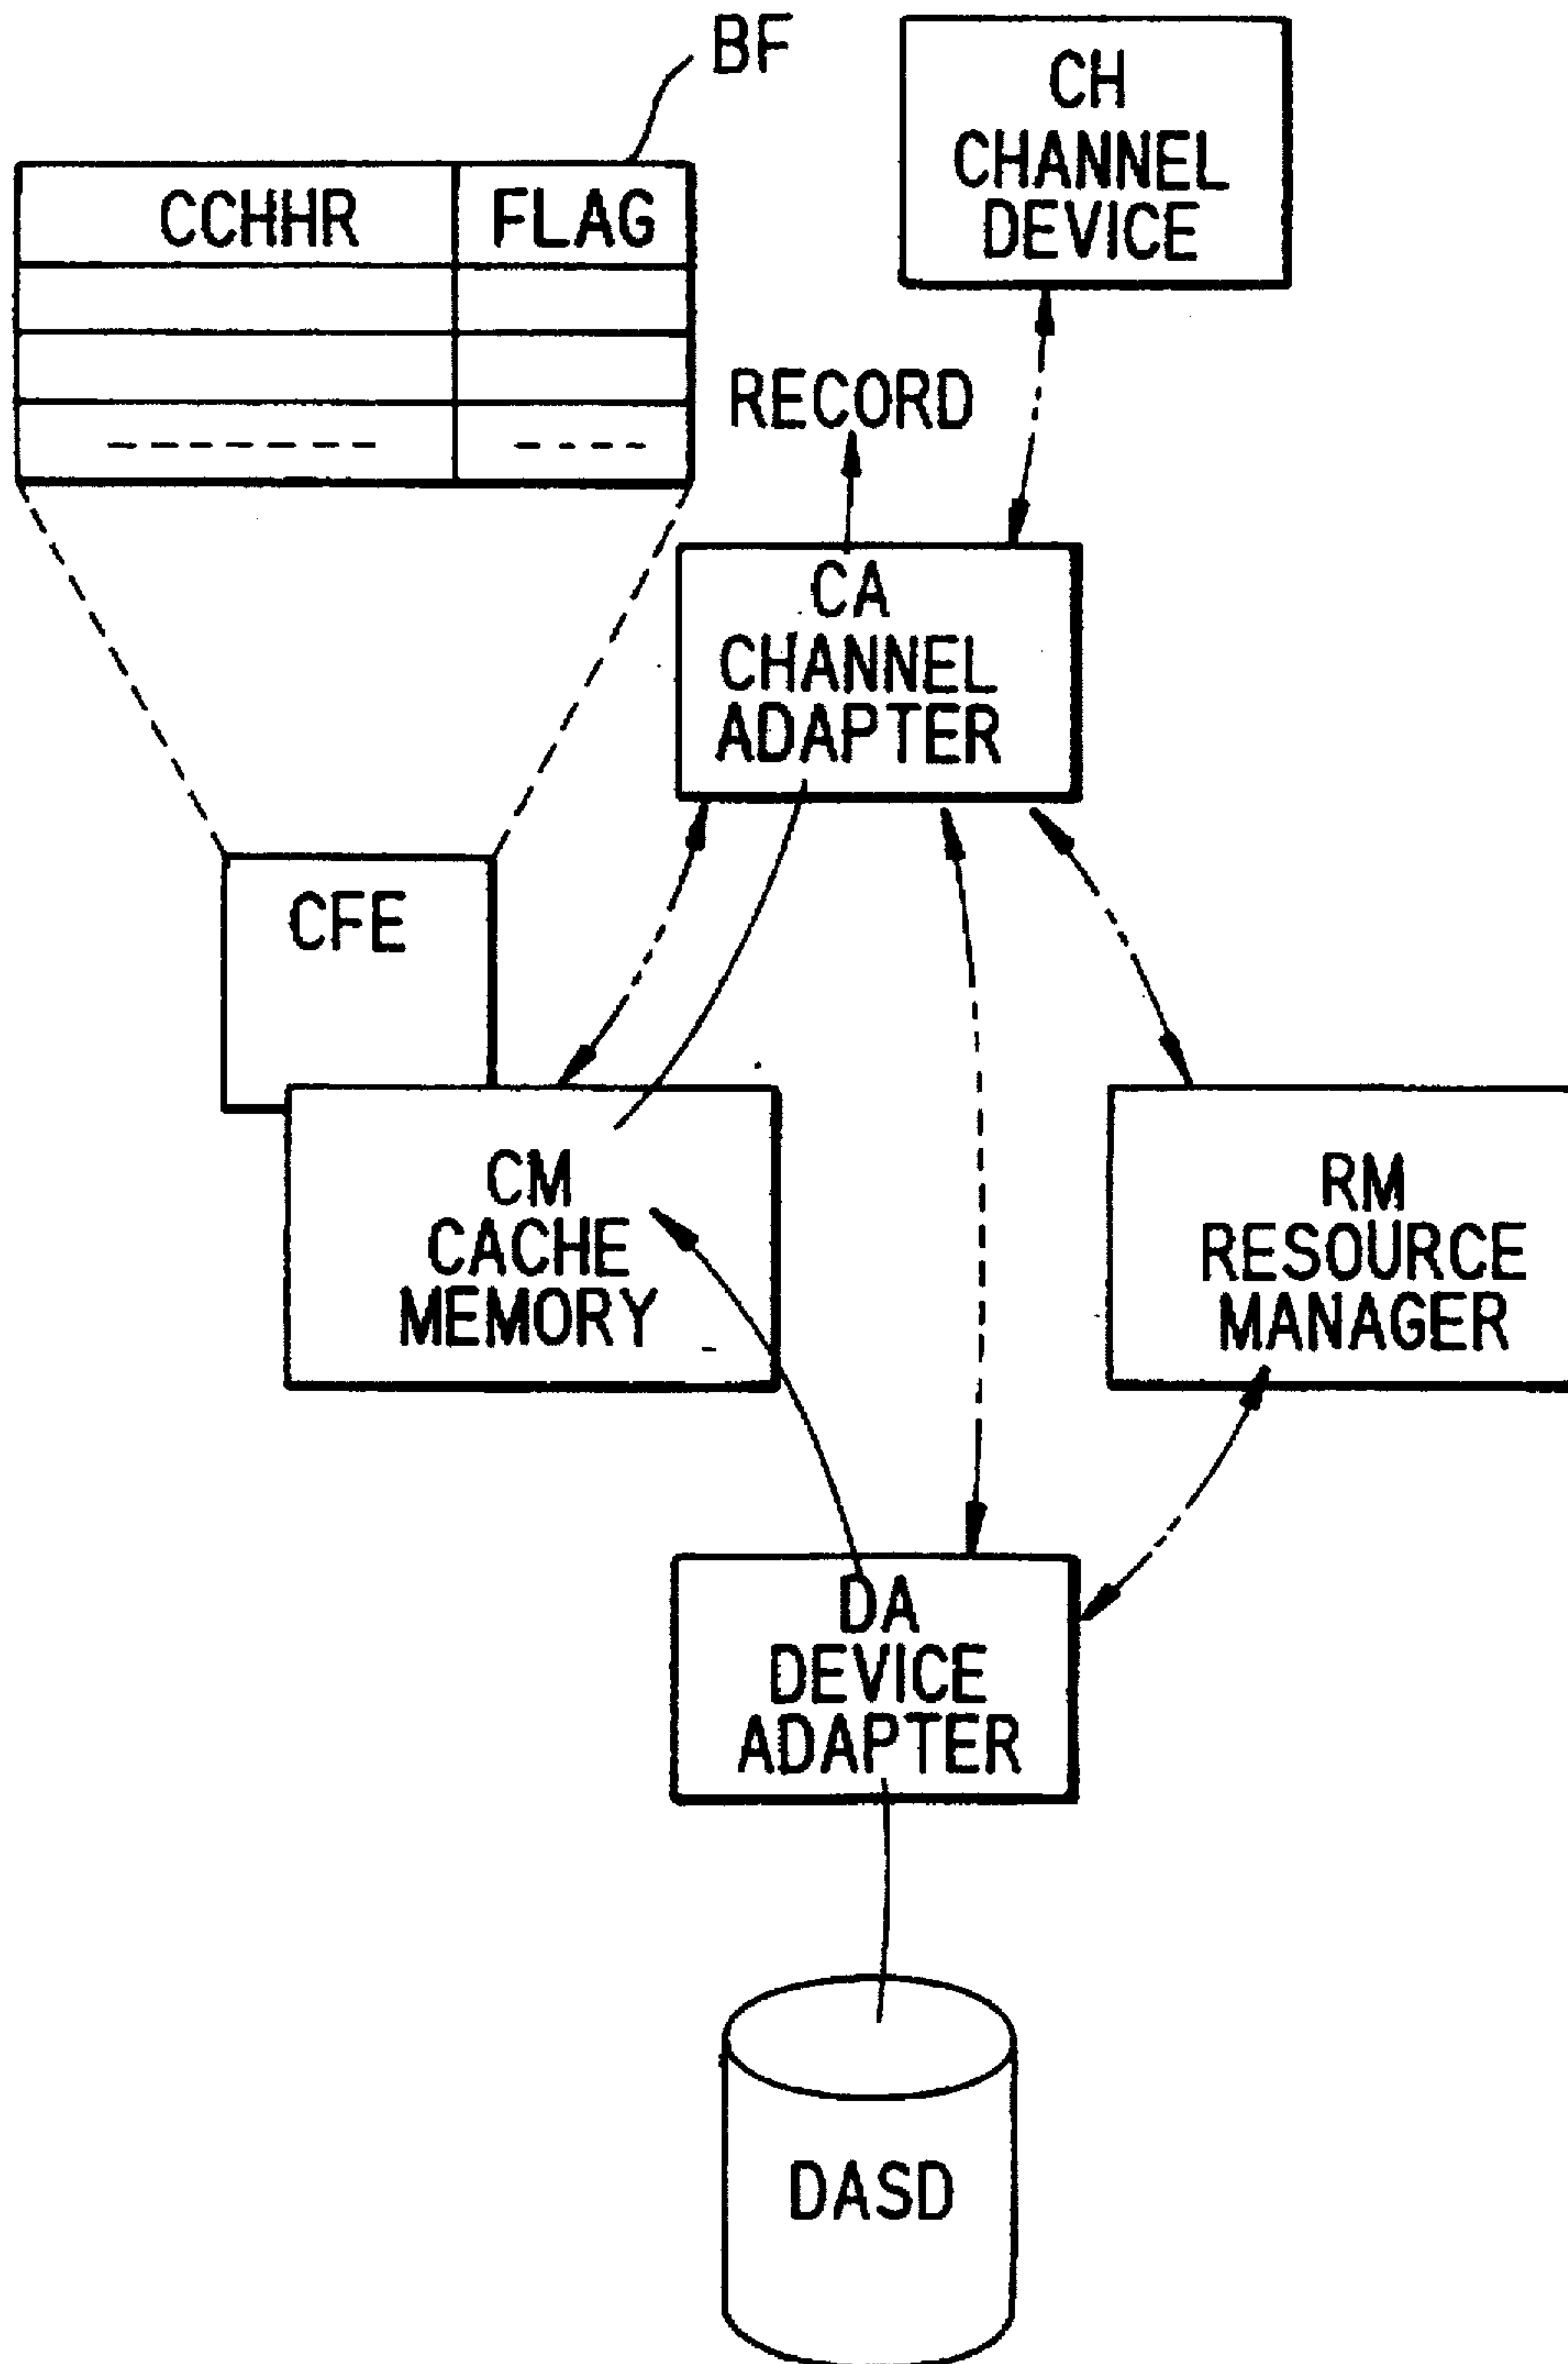 BF
CH
CHANNEL
DEVICE
CCHHR FLAG
RECORD
CA
CHANNEL
ADAPTER
CFE
CM
CACHE
MEMORY
RM
RESOURCE
MANAGER
DA
DEVICE
ADAPTER
DASD